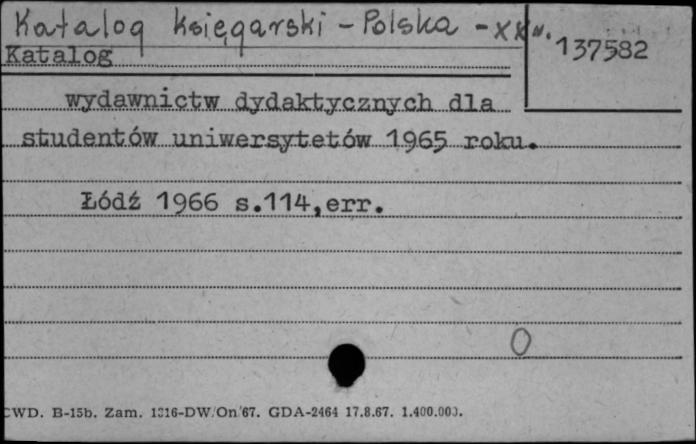 Katalog księgarski - Polska - XX w.
137582
Katalog
wydawnictw dydaktycznych dla
studentów uniwersytetów 1965 roku.
Łódź 1966 s.114,err.
0
CWD. B-15b. Zam. 1316-DW/On/67. GDA-2464 17.8.67. 1.400.000.